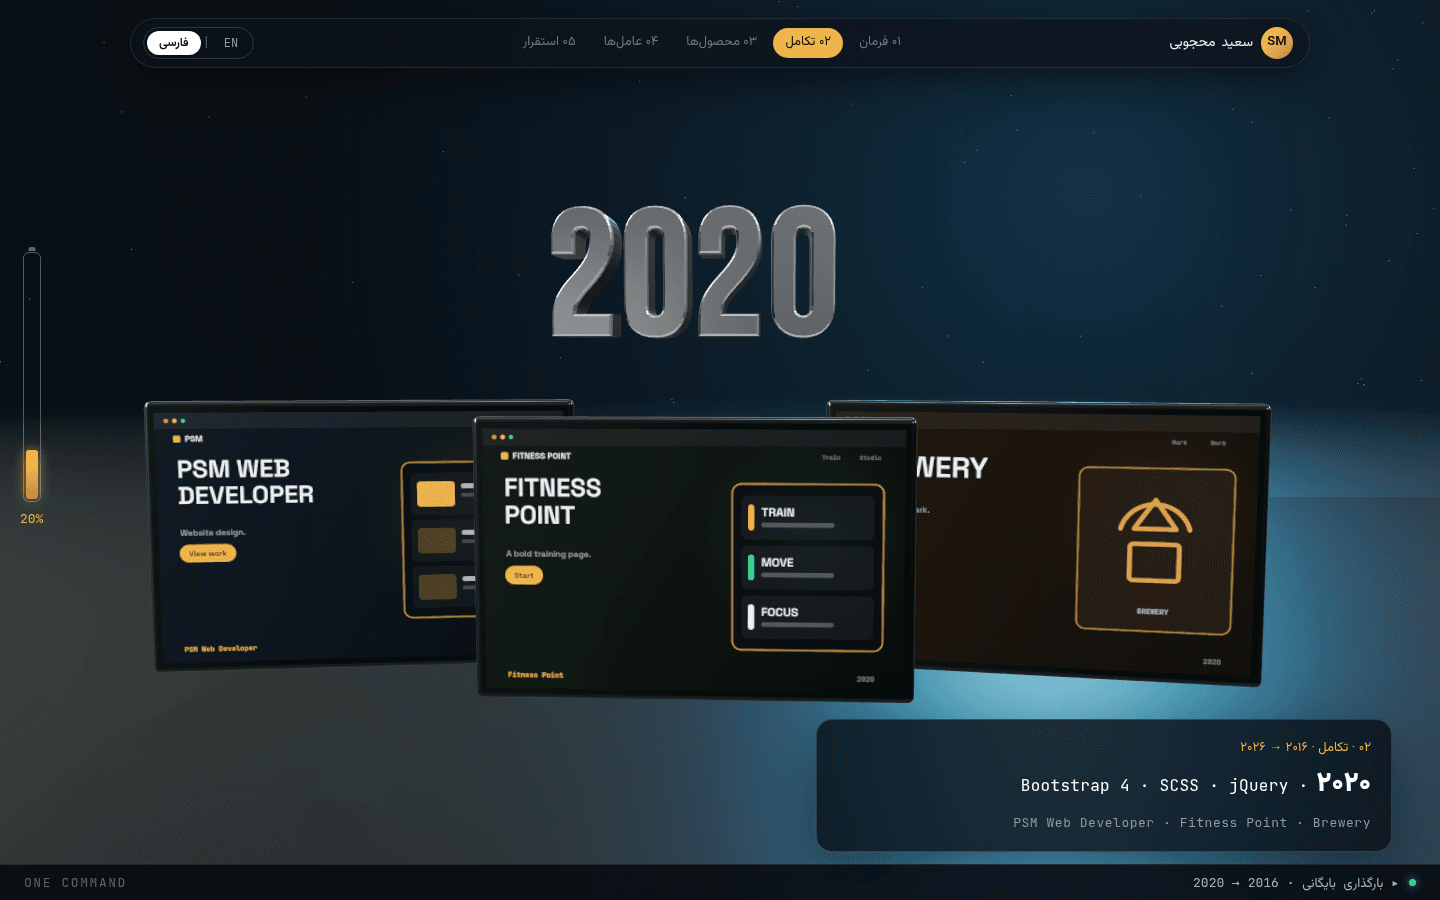 SM سعید محجوبی
۰۱ فرمان
۰۲ تکامل
۰۳ محصول‌ها
۰۴ عامل‌ها
۰۵ استقرار
EN | فارسی
2020
20%
PSM
PSM WEB
DEVELOPER
Website design.
View work
PSM Web Developer
FITNESS POINT
Train Studio
FITNESS
POINT
A bold training page.
Start
TRAIN
MOVE
FOCUS
Fitness Point
2020
Mark Work
WERY
ark.
BREWERY
2020
۰۲ · تکامل · ۲۰۱۶ → ۲۰۲۶
۲۰۲۰ · Bootstrap 4 · SCSS · jQuery
PSM Web Developer · Fitness Point · Brewery
▸ بارگذاری بایگانی · 2016 → 2020
ONE COMMAND